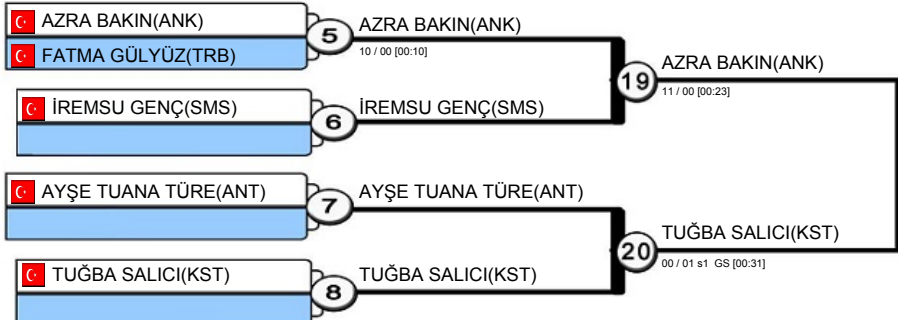 AZRA BAKIN(ANK)
FATMA GÜLYÜZ(TRB)
5
AZRA BAKIN(ANK)
10 / 00 [00:10]
İREMSU GENÇ(SMS)
6
İREMSU GENÇ(SMS)
19
AZRA BAKIN(ANK)
11 / 00 [00:23]
AYŞE TUANA TÜRE(ANT)
7
AYŞE TUANA TÜRE(ANT)
TUĞBA SALICI(KST)
8
TUĞBA SALICI(KST)
20
TUĞBA SALICI(KST)
00 / 01 s1 GS [00:31]